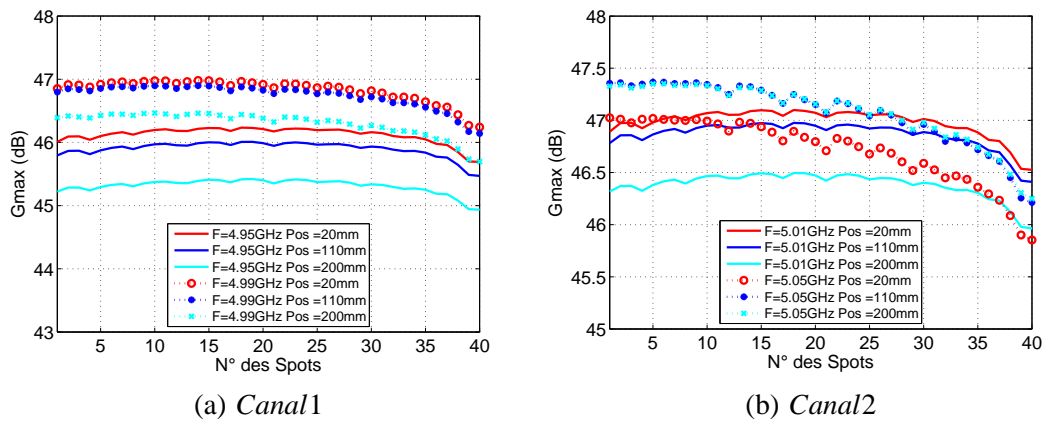 48
47
46
45
44
43
Gmax (dB)
5 10 15 20 25 30 35 40
N° des Spots
F=4.95GHz Pos =20mm
F=4.95GHz Pos =110mm
F=4.95GHz Pos =200mm
F=4.99GHz Pos =20mm
F=4.99GHz Pos =110mm
F=4.99GHz Pos =200mm
(a) Canal1
48
47.5
47
46.5
46
45.5
45
Gmax (dB)
5 10 15 20 25 30 35 40
N° des Spots
F=5.01GHz Pos =20mm
F=5.01GHz Pos =110mm
F=5.01GHz Pos =200mm
F=5.05GHz Pos =20mm
F=5.05GHz Pos =110mm
F=5.05GHz Pos =200mm
(b) Canal2